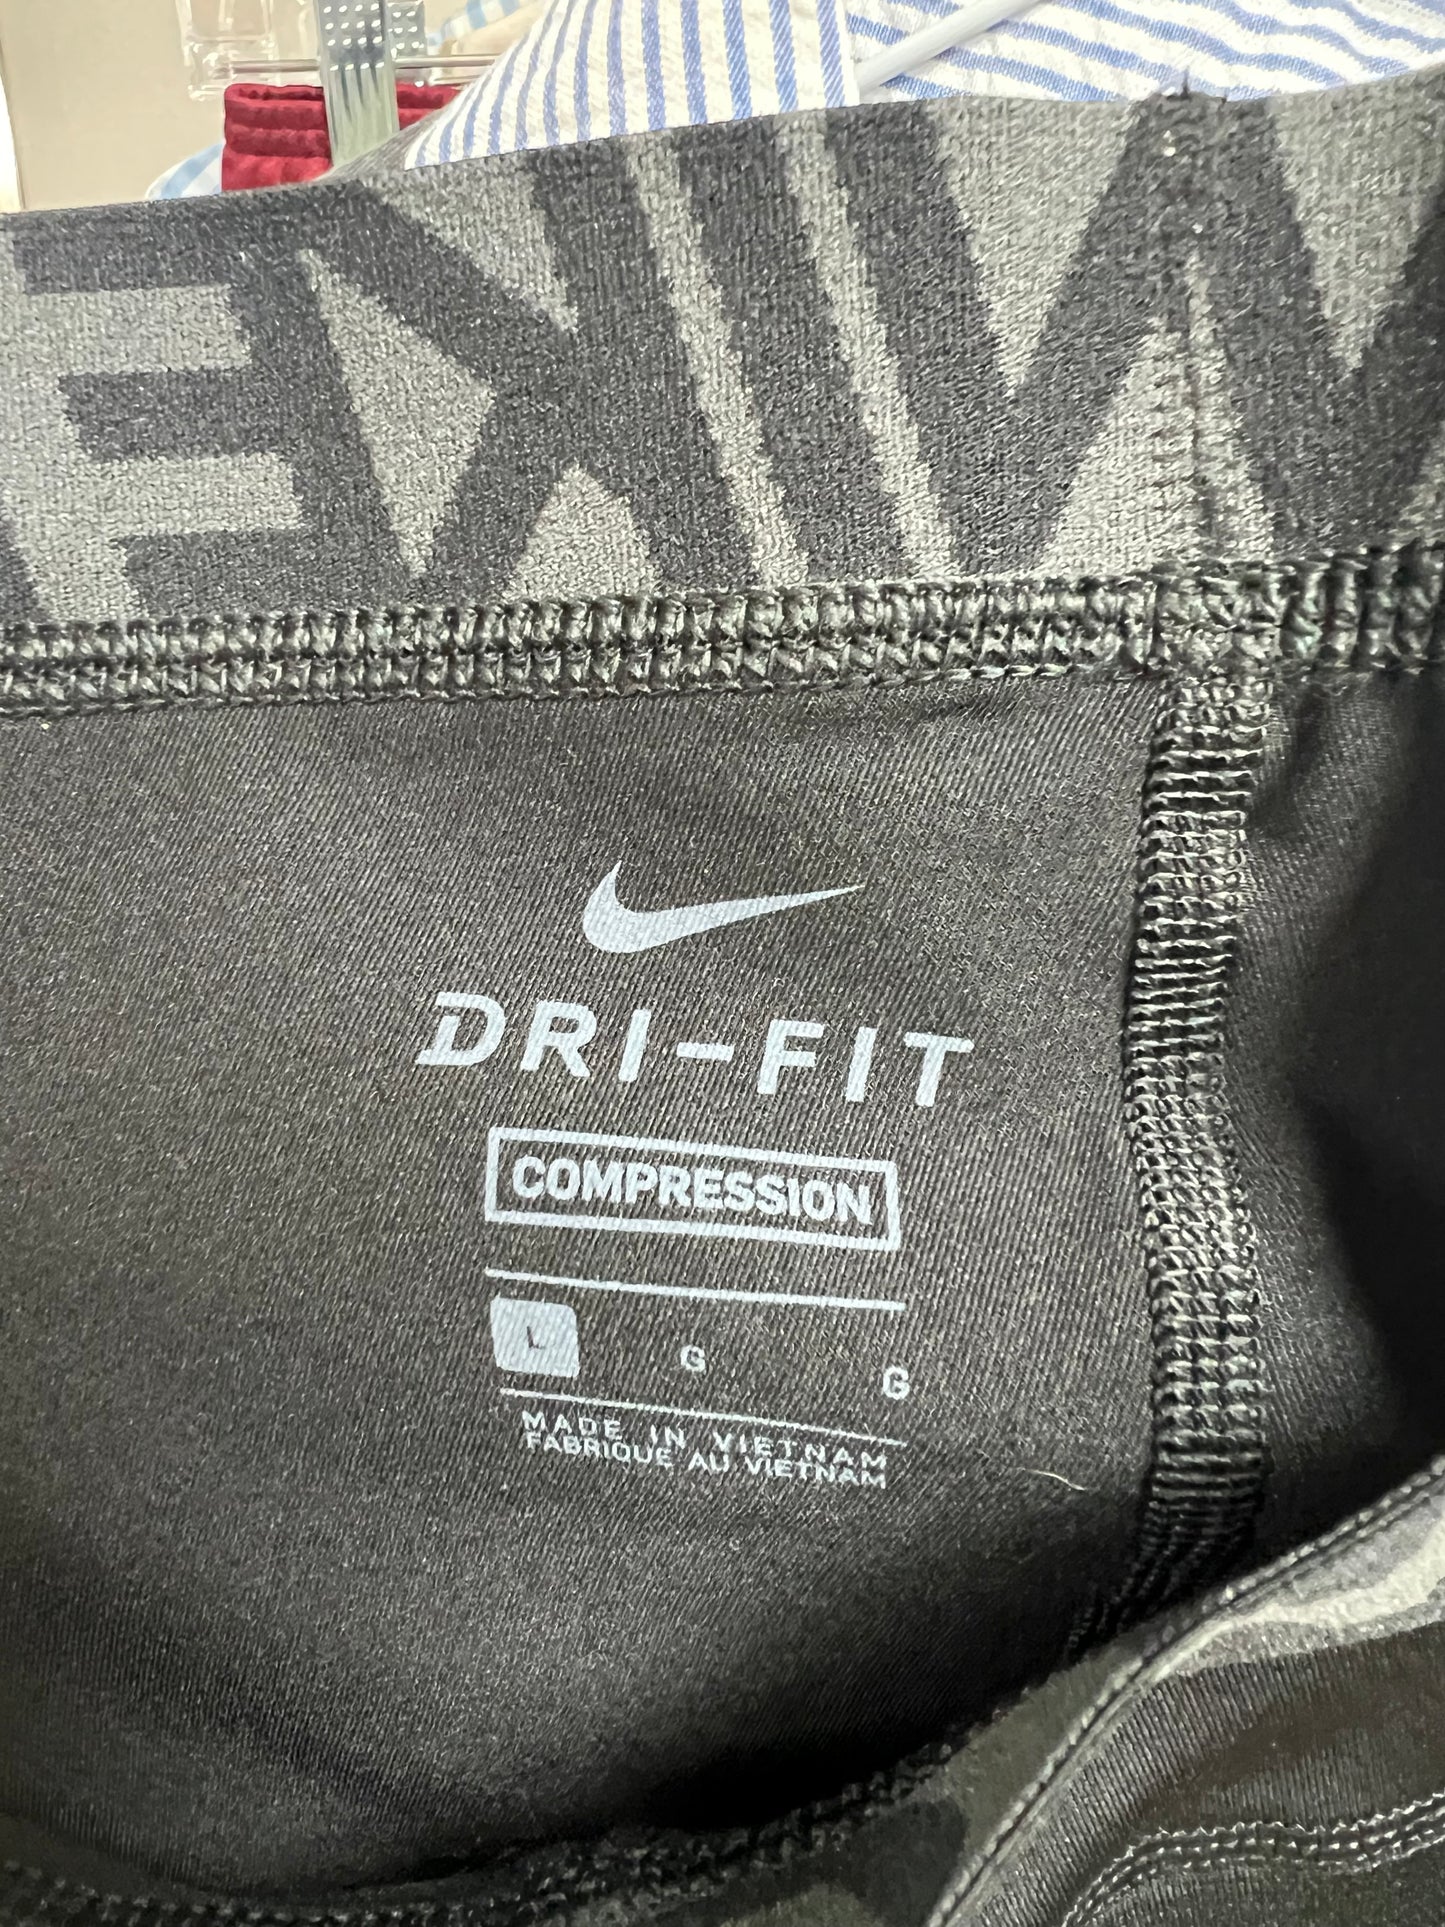 NIKE
DRI-FIT
COMPRESSION
L G G
MADE IN VIETNAM
FABRIQUE AU VIETNAM